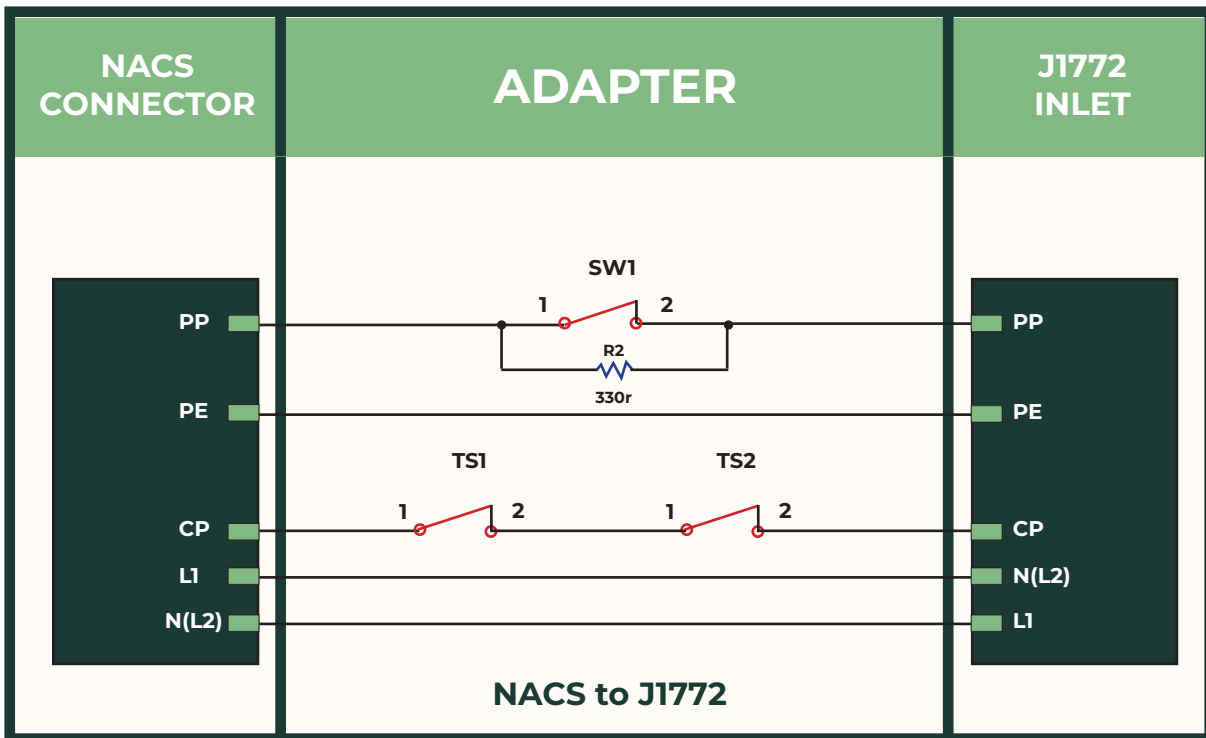 NACS
CONNECTOR
ADAPTER
J1772
INLET
SW1
1
2
PP
PP
R2
330r
PE
PE
TS1
TS2
1
2
1
2
CP
CP
L1
N(L2)
N(L2)
L1
NACS to J1772